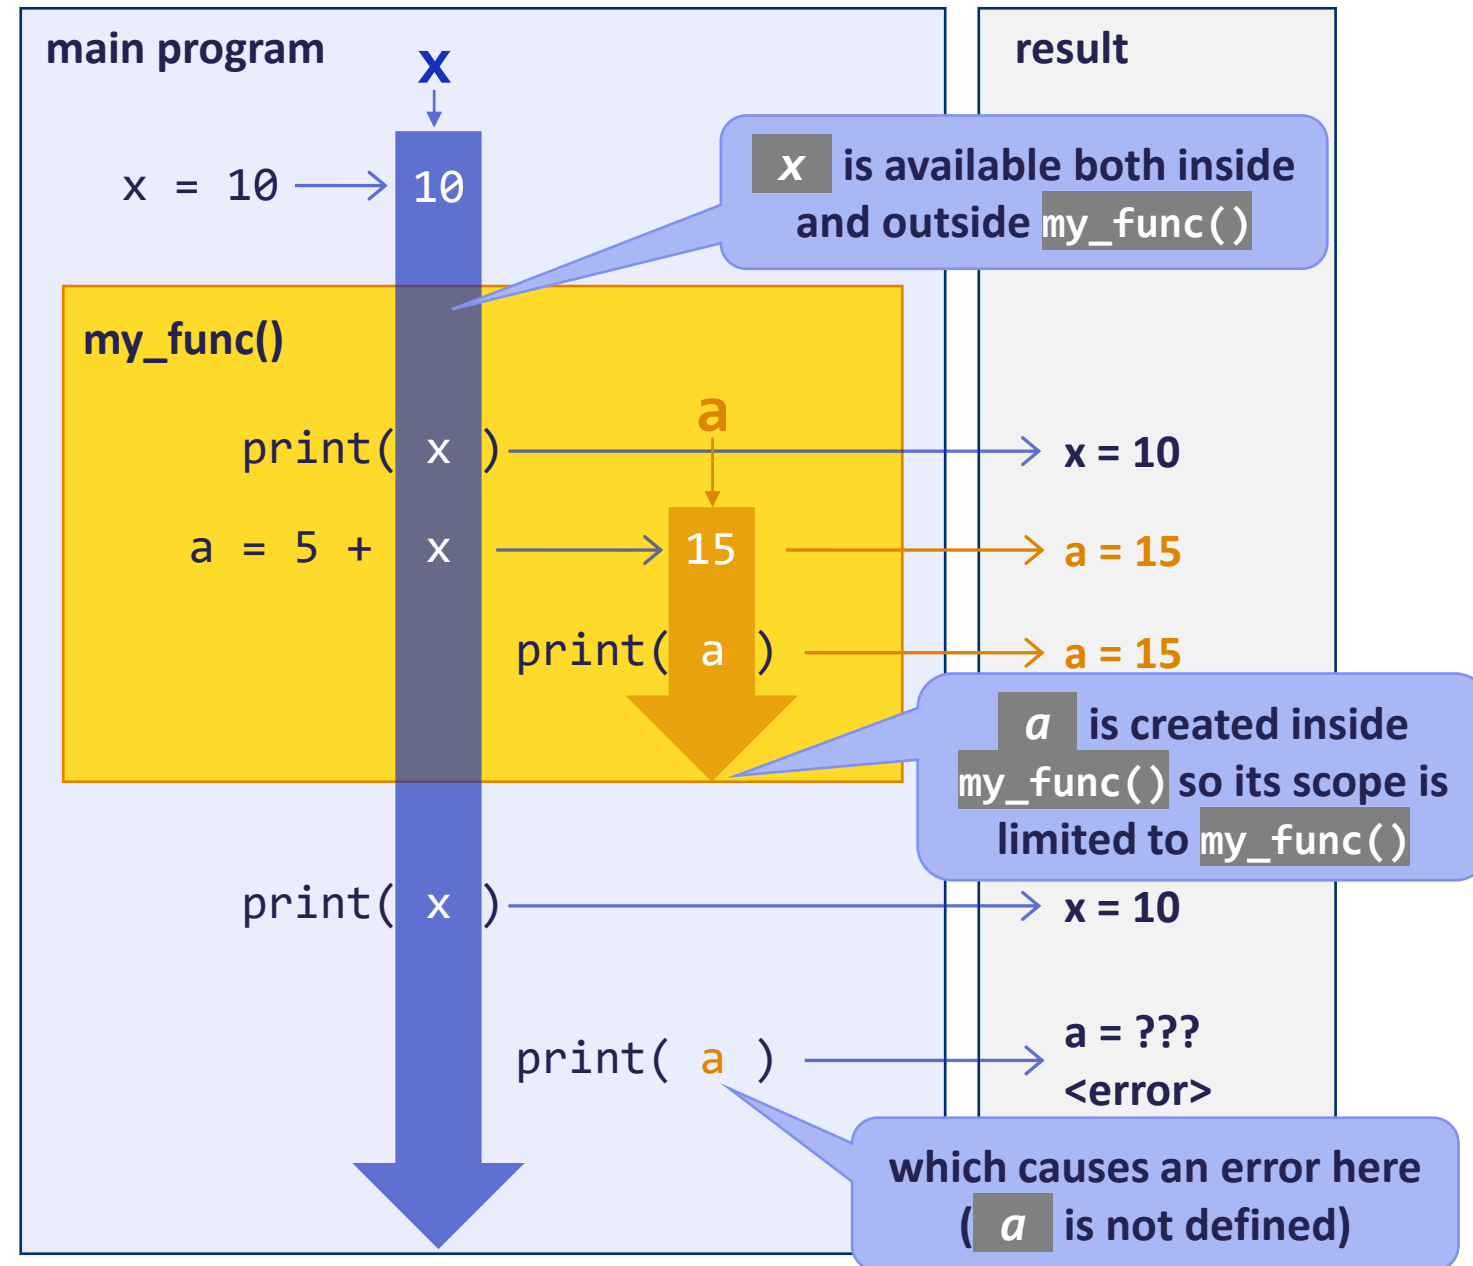 main program
result
x
x is available both inside
and outside my_func()
x = 10
10
my_func()
a
print( x )
x = 10
a = 5 + x
15
a = 15
print( a )
a = 15
a is created inside
my_func() so its scope is
limited to my_func()
print( x )
x = 10
print( a )
a = ???
<error>
which causes an error here
( a is not defined)